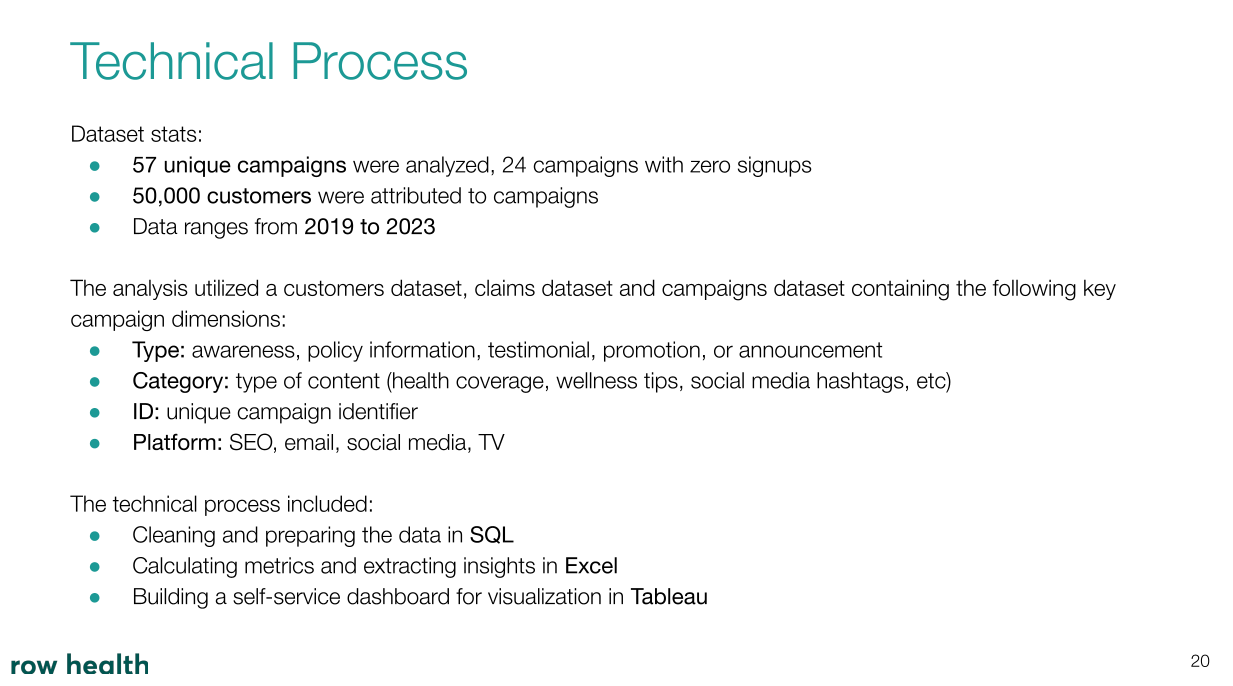 Technical Process
Dataset stats:
● 57 unique campaigns were analyzed, 24 campaigns with zero signups
● 50,000 customers were attributed to campaigns
● Data ranges from 2019 to 2023
The analysis utilized a customers dataset, claims dataset and campaigns dataset containing the following key
campaign dimensions:
● Type: awareness, policy information, testimonial, promotion, or announcement
● Category: type of content (health coverage, wellness tips, social media hashtags, etc)
● ID: unique campaign identifier
● Platform: SEO, email, social media, TV
The technical process included:
● Cleaning and preparing the data in SQL
● Calculating metrics and extracting insights in Excel
● Building a self-service dashboard for visualization in Tableau
row health
20